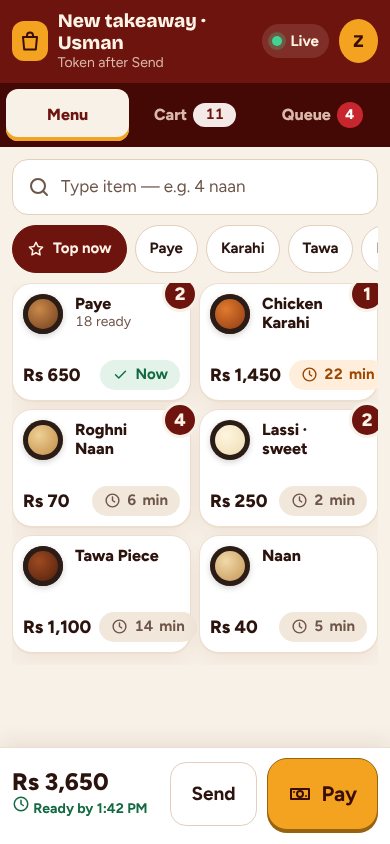 New takeaway ·
Usman
Token after Send
Live
Z
Menu
Cart 11
Queue 4
Type item — e.g. 4 naan
Top now
Paye
Karahi
Tawa
2
Paye
18 ready
Rs 650
Now
1
Chicken
Karahi
Rs 1,450
22 min
4
Roghni
Naan
Rs 70
6 min
2
Lassi ·
sweet
Rs 250
2 min
Tawa Piece
Rs 1,100
14 min
Naan
Rs 40
5 min
Rs 3,650
Ready by 1:42 PM
Send
Pay